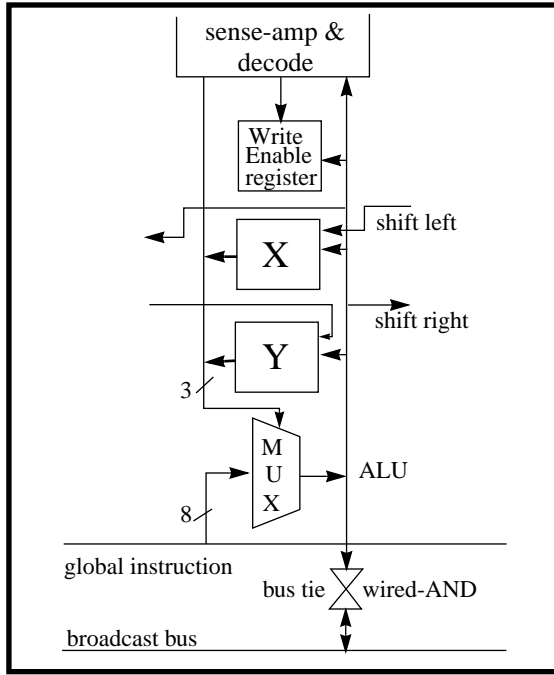 sense-amp &
decode
Write
Enable
register
shift left
X
shift right
Y
3
M
U
X
ALU
8
global instruction
bus tie
wired-AND
broadcast bus